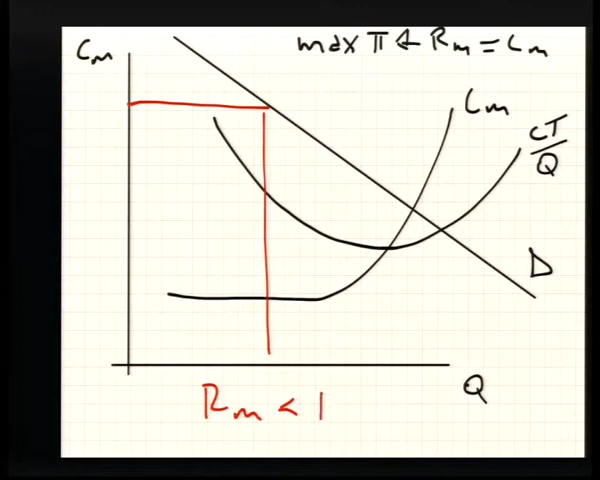 max π ← Rm = Cm
Cm
Cm
CT/Q
D
Q
Rm < 1